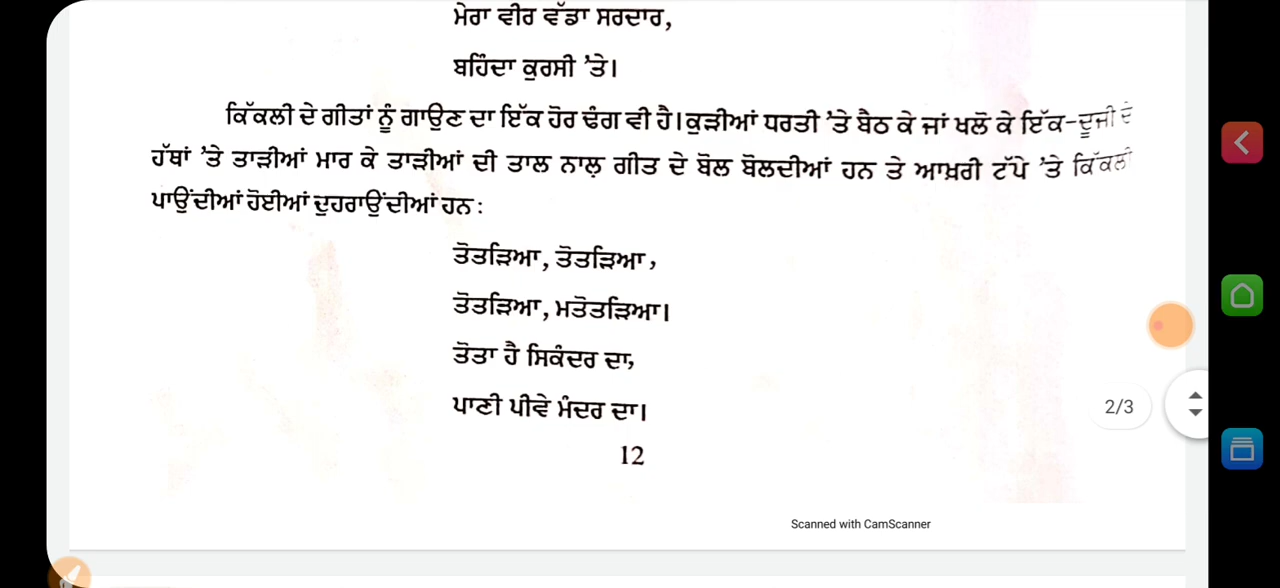 ਮੇਰਾ ਵੀਰ ਵੱਡਾ ਸਰਦਾਰ,
ਬਹਿੰਦਾ ਕੁਰਸੀ 'ਤੇ।
ਕਿੱਕਲੀ ਦੇ ਗੀਤਾਂ ਨੂੰ ਗਾਉਣ ਦਾ ਇੱਕ ਹੋਰ ਢੰਗ ਵੀ ਹੈ। ਕੁੜੀਆਂ ਧਰਤੀ 'ਤੇ ਬੈਠ ਕੇ ਜਾਂ ਖਲੋ ਕੇ ਇੱਕ-ਦੂਜੀ ਦੇ
ਹੱਥਾਂ 'ਤੇ ਤਾੜੀਆਂ ਮਾਰ ਕੇ ਤਾੜੀਆਂ ਦੀ ਤਾਲ ਨਾਲ਼ ਗੀਤ ਦੇ ਬੋਲ ਬੋਲਦੀਆਂ ਹਨ ਤੇ ਆਖ਼ਰੀ ਟੱਪੇ 'ਤੇ ਕਿੱਕਲੀ
ਪਾਉਂਦੀਆਂ ਹੋਈਆਂ ਦੁਹਰਾਉਂਦੀਆਂ ਹਨ :
ਤੋਤੜਿਆ, ਤੋਤੜਿਆ,
ਤੋਤੜਿਆ, ਮਤੋਤੜਿਆ।
ਤੋਤਾ ਹੈ ਸਿਕੰਦਰ ਦਾ,
ਪਾਣੀ ਪੀਵੇ ਮੰਦਰ ਦਾ।
2/3
12
Scanned with CamScanner